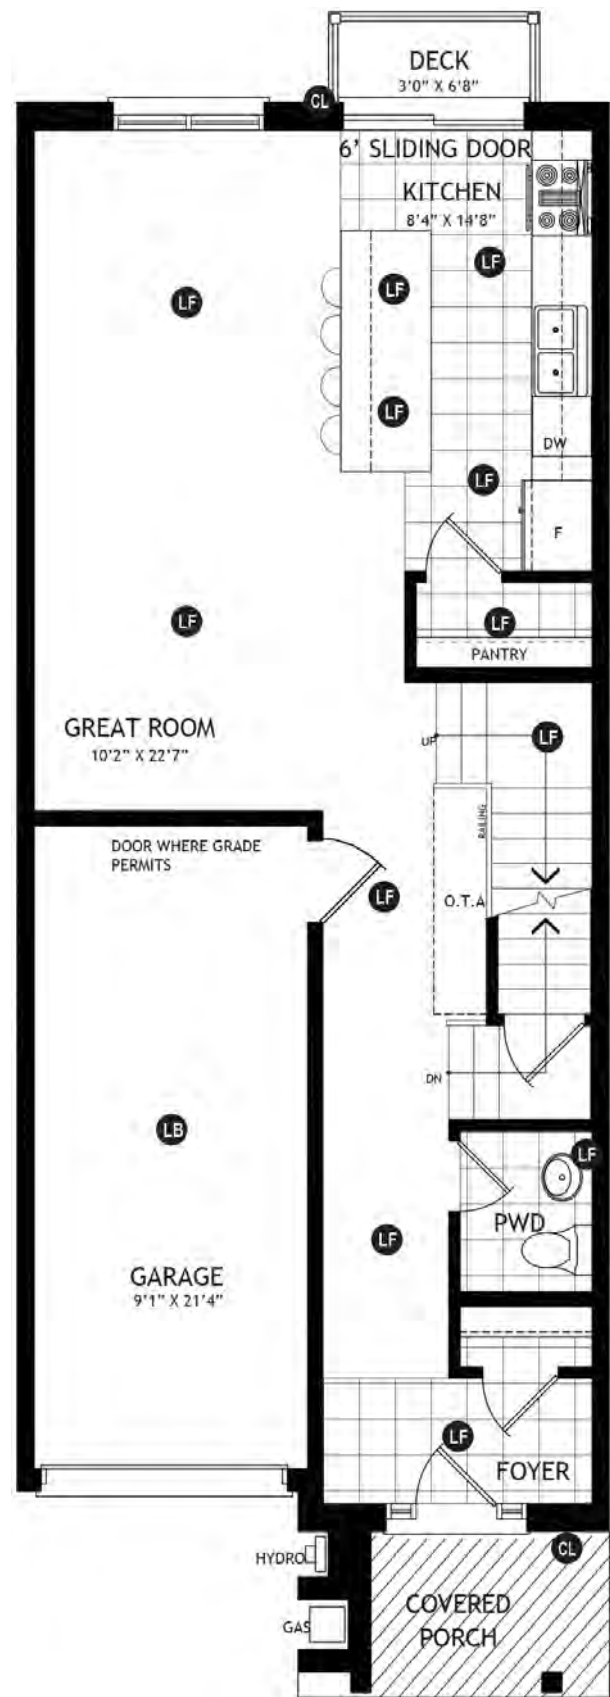 DECK
3'0" X 6'8"
CL
6' SLIDING DOOR
KITCHEN
8'4" X 14'8"
LF
LF
LF
LF
DW
LF
F
LF
LF
PANTRY
GREAT ROOM
10'2" X 22'7"
UP
LF
RAILING
DOOR WHERE GRADE
PERMITS
LF
O.T.A
DN
LB
LF
PWD
LF
GARAGE
9'1" X 21'4"
LF
FOYER
CL
HYDRO
GAS
COVERED
PORCH